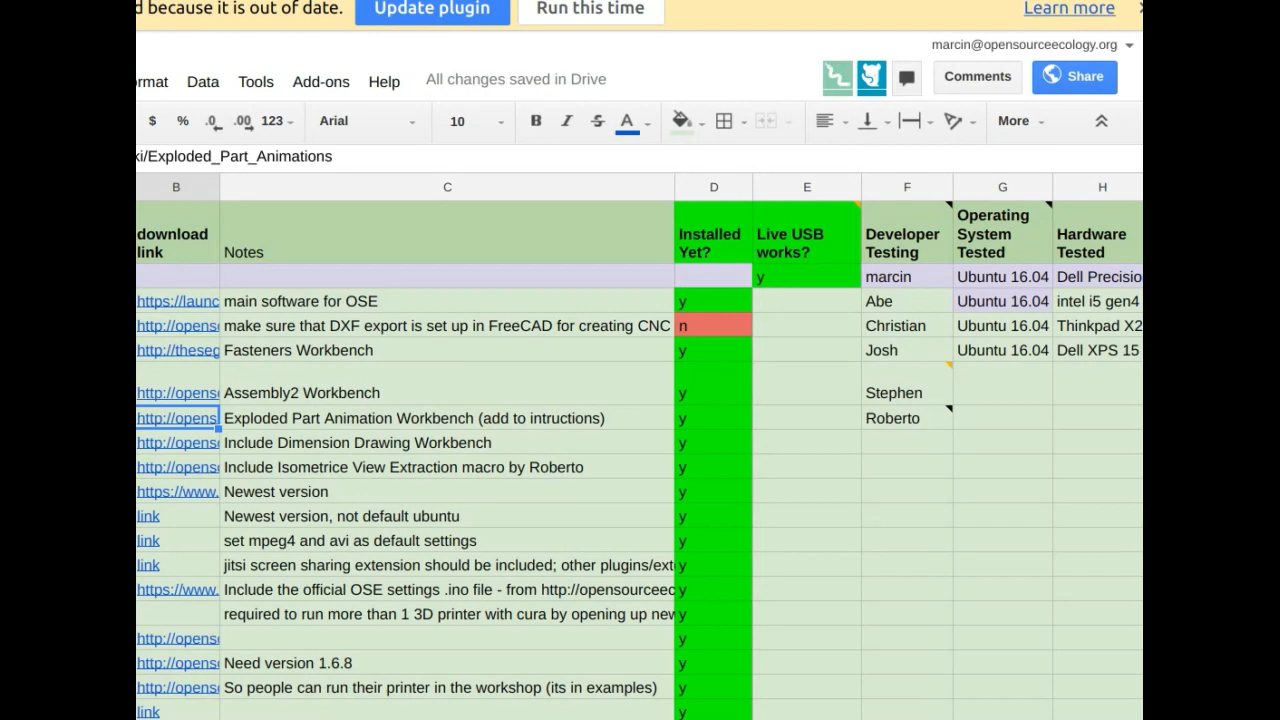 d because it is out of date. Update plugin Run this time Learn more
marcin@opensourceecology.org
ormat Data Tools Add-ons Help All changes saved in Drive Comments Share
$ % .0 .00 123 Arial 10 B I S A More
ki/Exploded_Part_Animations
B C D E F G H
download link Notes Installed Yet? Live USB works? Developer Testing Operating System Tested Hardware Tested
y marcin Ubuntu 16.04 Dell Precisio
https://launc main software for OSE y Abe Ubuntu 16.04 intel i5 gen4
http://openso make sure that DXF export is set up in FreeCAD for creating CNC n Christian Ubuntu 16.04 Thinkpad X2
http://theseg Fasteners Workbench y Josh Ubuntu 16.04 Dell XPS 15
http://openso Assembly2 Workbench y Stephen
http://opens Exploded Part Animation Workbench (add to intructions) y Roberto
http://openso Include Dimension Drawing Workbench y
http://openso Include Isometrice View Extraction macro by Roberto y
https://www. Newest version y
link Newest version, not default ubuntu y
link set mpeg4 and avi as default settings y
link jitsi screen sharing extension should be included; other plugins/exte y
https://www. Include the official OSE settings .ino file - from http://opensourceec y
required to run more than 1 3D printer with cura by opening up new y
http://openso y
http://openso Need version 1.6.8 y
http://openso So people can run their printer in the workshop (its in examples) y
link y